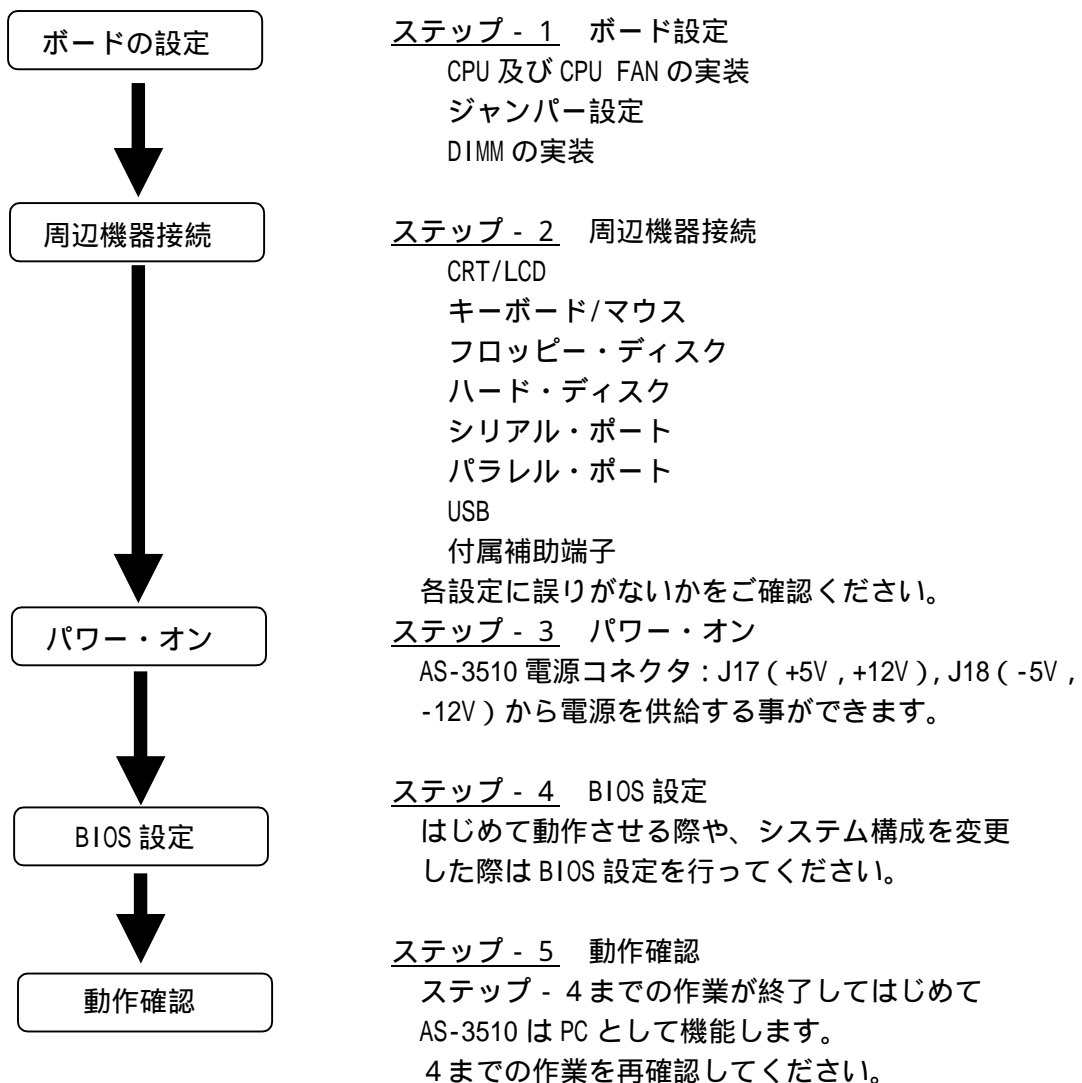 ボードの設定
ステップ‐１ ボード設定
CPU 及び CPU FAN の実装
ジャンパー設定
DIMM の実装
周辺機器接続
ステップ‐２ 周辺機器接続
CRT/LCD
キーボード/マウス
フロッピー・ディスク
ハード・ディスク
シリアル・ポート
パラレル・ポート
USB
付属補助端子
各設定に誤りがないかをご確認ください。
パワー・オン
ステップ‐３ パワー・オン
AS-3510 電源コネクタ：J17（+5V，+12V），J18（-5V，
-12V）から電源を供給する事ができます。
BIOS 設定
ステップ‐４ BIOS 設定
はじめて動作させる際や、システム構成を変更
した際は BIOS 設定を行ってください。
動作確認
ステップ‐５ 動作確認
ステップ‐４までの作業が終了してはじめて
AS-3510 は PC として機能します。
４までの作業を再確認してください。